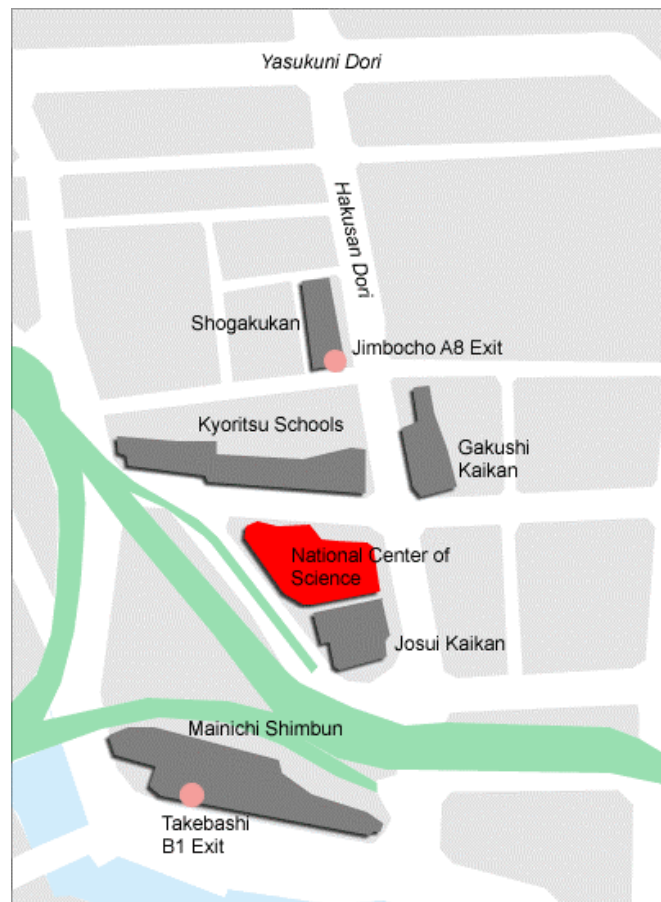 Yasukuni Dori
Hakusan Dori
Shogakukan
Jimbocho A8 Exit
Kyoritsu Schools
Gakushi
Kaikan
National Center of
Science
Josui Kaikan
Mainichi Shimbun
Takebashi
B1 Exit